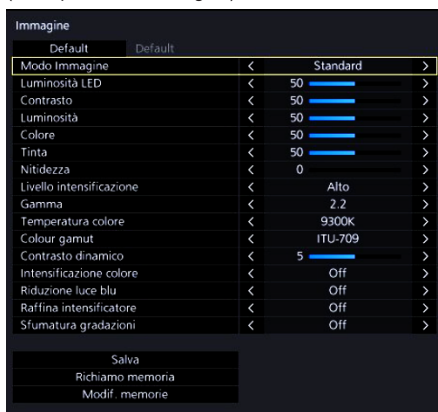 Immagine
Default Default
Modo Immagine < Standard >
Luminosità LED < 50 >
Contrasto < 50 >
Luminosità < 50 >
Colore < 50 >
Tinta < 50 >
Nitidezza < 0 >
Livello intensificazione < Alto >
Gamma < 2.2 >
Temperatura colore < 9300K >
Colour gamut < ITU-709 >
Contrasto dinamico < 5 >
Intensificazione colore < Off >
Riduzione luce blu < Off >
Raffina intensificatore < Off >
Sfumatura gradazioni < Off >
Salva
Richiamo memoria
Modif. memorie